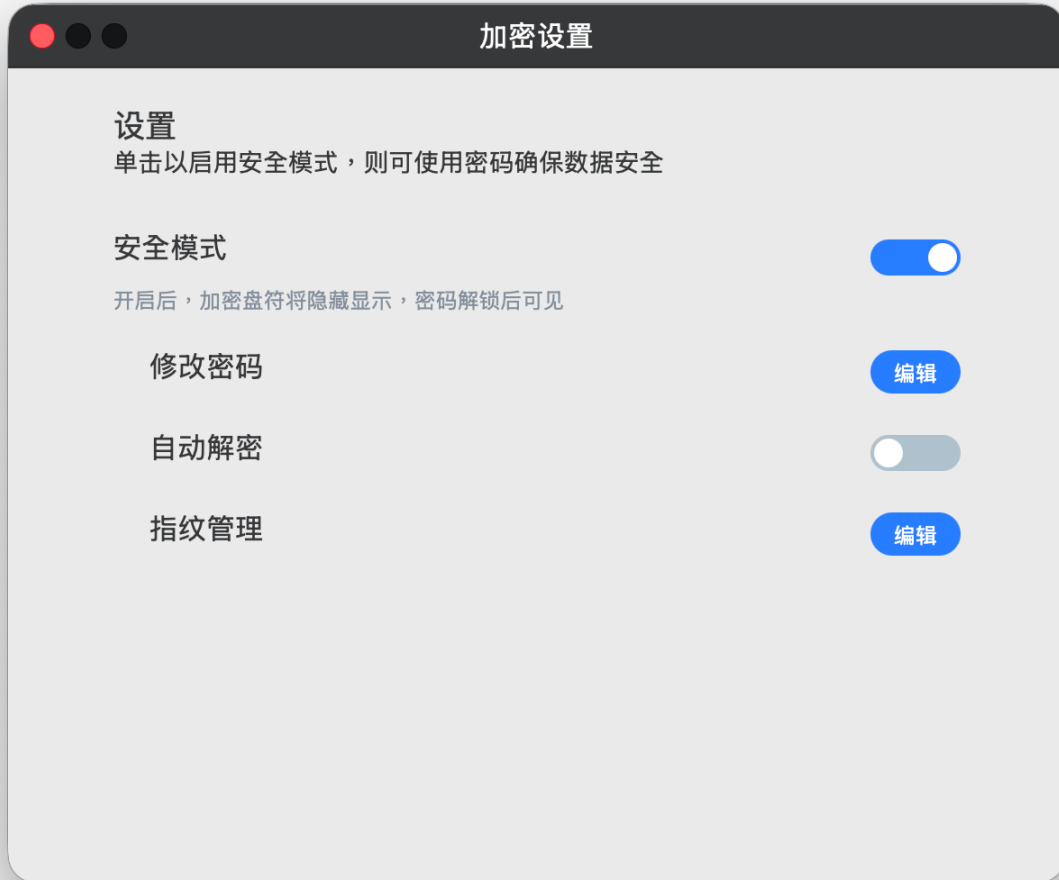 加密设置
设置
单击以启用安全模式，则可使用密码确保数据安全
安全模式
开启后，加密盘符将隐藏显示，密码解锁后可见
修改密码
编辑
自动解密
指纹管理
编辑